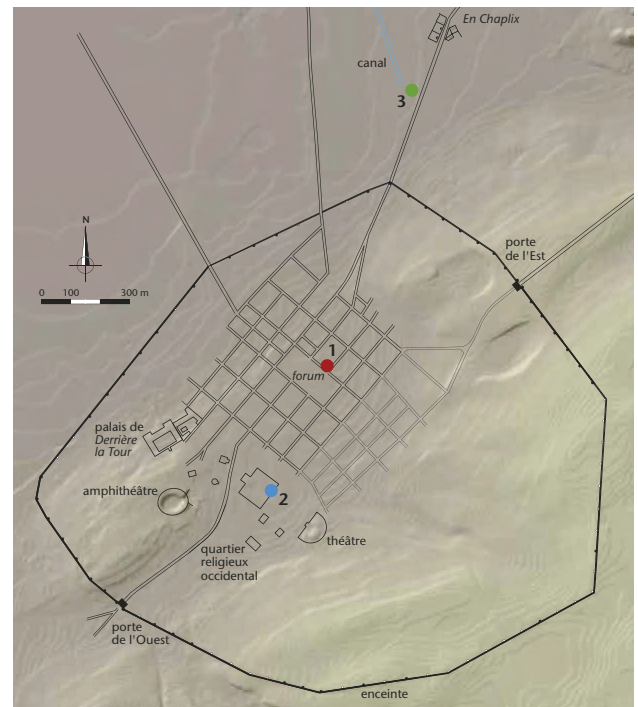 En Chaplix
canal
3
N
porte
de l'Est
0 100 300 m
1
forum
palais de
Derrière
la Tour
amphithéâtre
2
théâtre
quartier
religieux
occidental
porte
de l'Ouest
enceinte